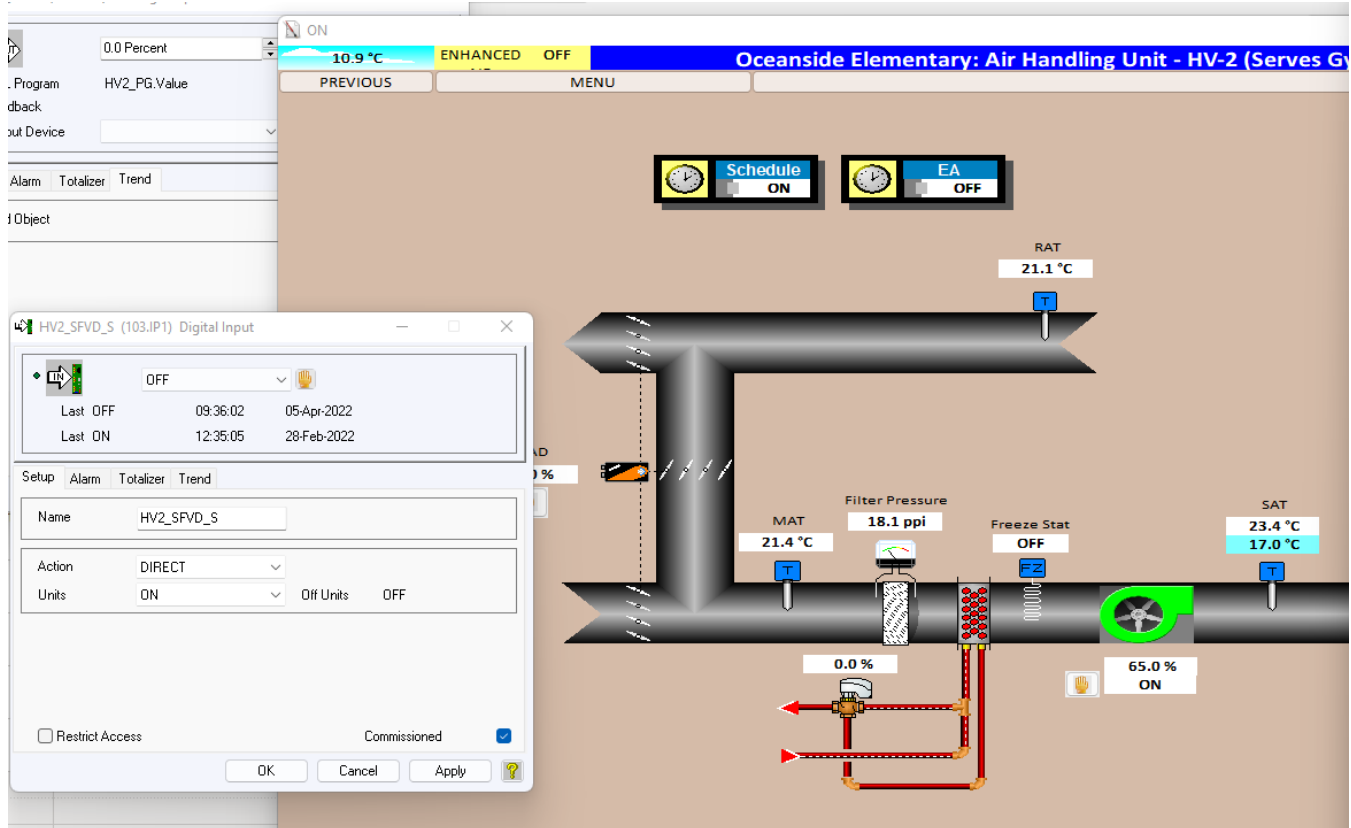 ON
0.0 Percent
Program
HV2_PG.Value
10.9 °C
ENHANCED OFF
Oceanside Elementary: Air Handling Unit - HV-2 (Serves
PREVIOUS
MENU
Device
Alarm
Totalizer
Trend
Object
Schedule
ON
EA
OFF
RAT
21.1 °C
HV2_SFVD_S (103.IP1) Digital Input
IN
OFF
Last OFF 09:36:02 05-Apr-2022
Last ON 12:35:05 28-Feb-2022
Setup Alarm Totalizer Trend
Name HV2_SFVD_S
Action DIRECT
Units ON Off Units OFF
Restrict Access
Commissioned
OK Cancel Apply
%
T
Filter Pressure
18.1 ppi
MAT
21.4 °C
T
Freeze Stat
OFF
FZ
SAT
23.4 °C
17.0 °C
T
0.0 %
65.0 %
ON